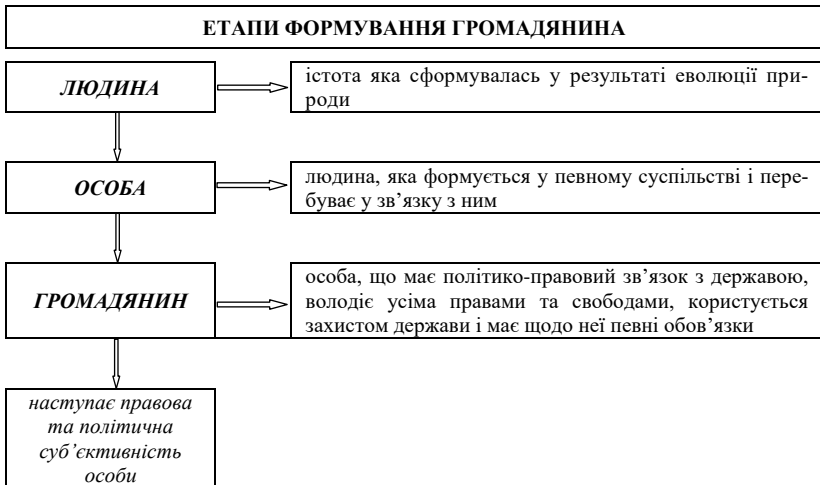 ЕТАПИ ФОРМУВАННЯ ГРОМАДЯНИНА
ЛЮДИНА
істота яка сформувалась у результаті еволюції при-
роди
ОСОБА
людина, яка формується у певному суспільстві і пере-
буває у зв’язку з ним
ГРОМАДЯНИН
особа, що має політико-правовий зв’язок з державою,
володіє усіма правами та свободами, користується
захистом держави і має щодо неї певні обов’язки
наступає правова
та політична
суб’єктивність
особи